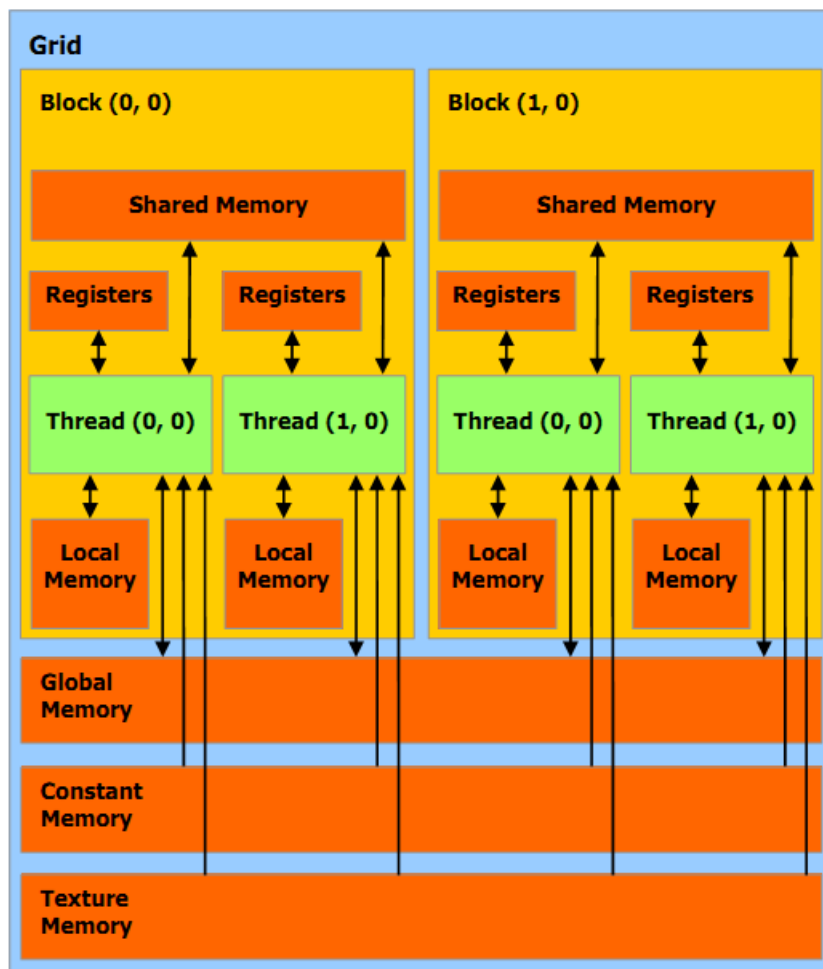 Grid
Block (0, 0)
Block (1, 0)
Shared Memory
Shared Memory
Registers
Registers
Registers
Registers
Thread (0, 0)
Thread (1, 0)
Thread (0, 0)
Thread (1, 0)
Local
Memory
Local
Memory
Local
Memory
Local
Memory
Global
Memory
Constant
Memory
Texture
Memory